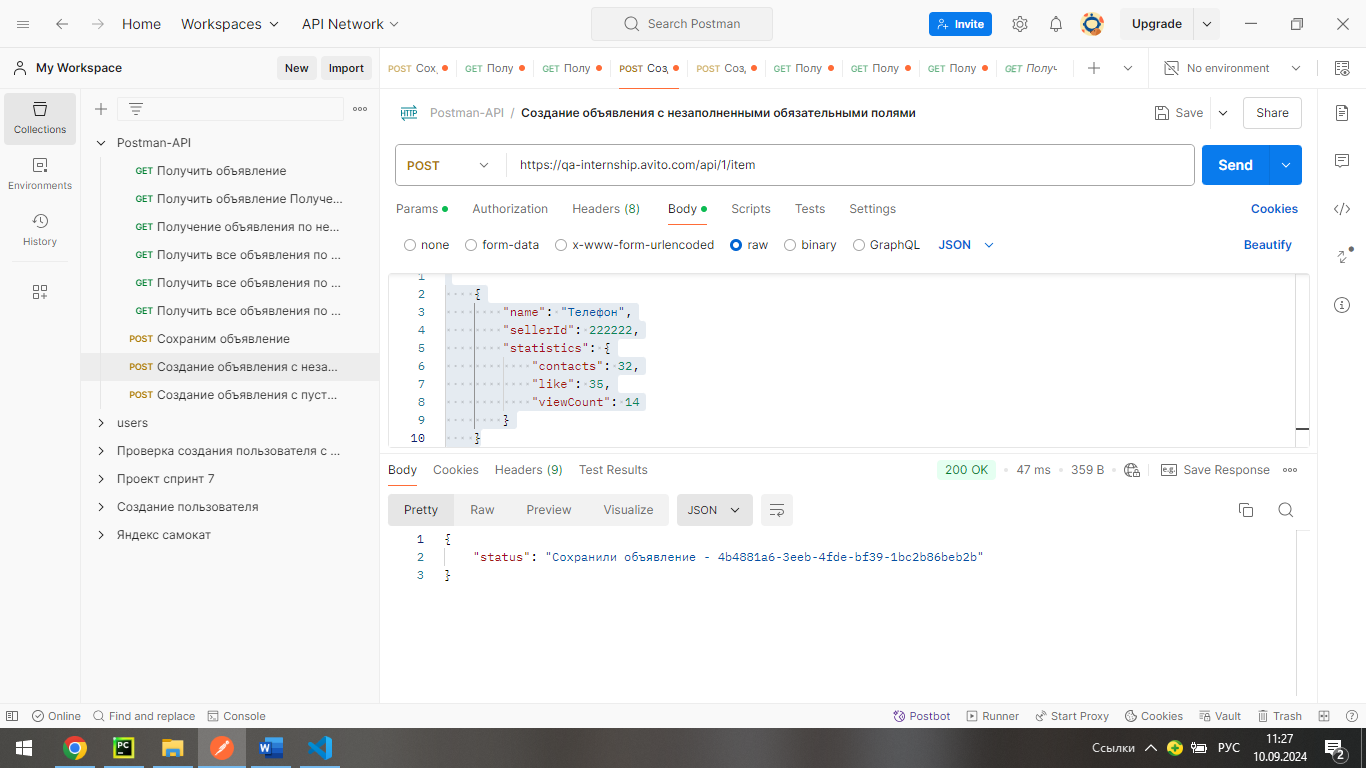 Home Workspaces API Network Search Postman Invite Upgrade
My Workspace New Import
POST Сох GET Полу GET Полу POST Соз, POST Соз, GET Полу GET Полу GET Полу GET Получ No environment
Collections
Environments
History
Postman-API
GET Получить объявление
GET Получить объявление Получе...
GET Получение объявления по не...
GET Получить все объявления по ...
GET Получить все объявления по ...
GET Получить все объявления по ...
POST Сохраним объявление
POST Создание объявления с неза...
POST Создание объявления с пуст...
users
Проверка создания пользователя с ...
Проект спринт 7
Создание пользователя
Яндекс самокат
HTTP Postman-API / Создание объявления с незаполненными обязательными полями Save Share
POST https://qa-internship.avito.com/api/1/item Send
Params Authorization Headers (8) Body Scripts Tests Settings Cookies
none form-data x-www-form-urlencoded raw binary GraphQL JSON Beautify
1
2 {
3 "name": "Телефон",
4 "sellerId": 222222,
5 "statistics": {
6 "contacts": 32,
7 "like": 35,
8 "viewCount": 14
9 }
10 }
Body Cookies Headers (9) Test Results 200 OK 47 ms 359 B e.g. Save Response
Pretty Raw Preview Visualize JSON
1 {
2 "status": "Сохранили объявление - 4b4881a6-3eeb-4fde-bf39-1bc2b86beb2b"
3 }
Online Find and replace Console Postbot Runner Start Proxy Cookies Vault Trash
PC W Ссылки РУС 11:27
10.09.2024 2